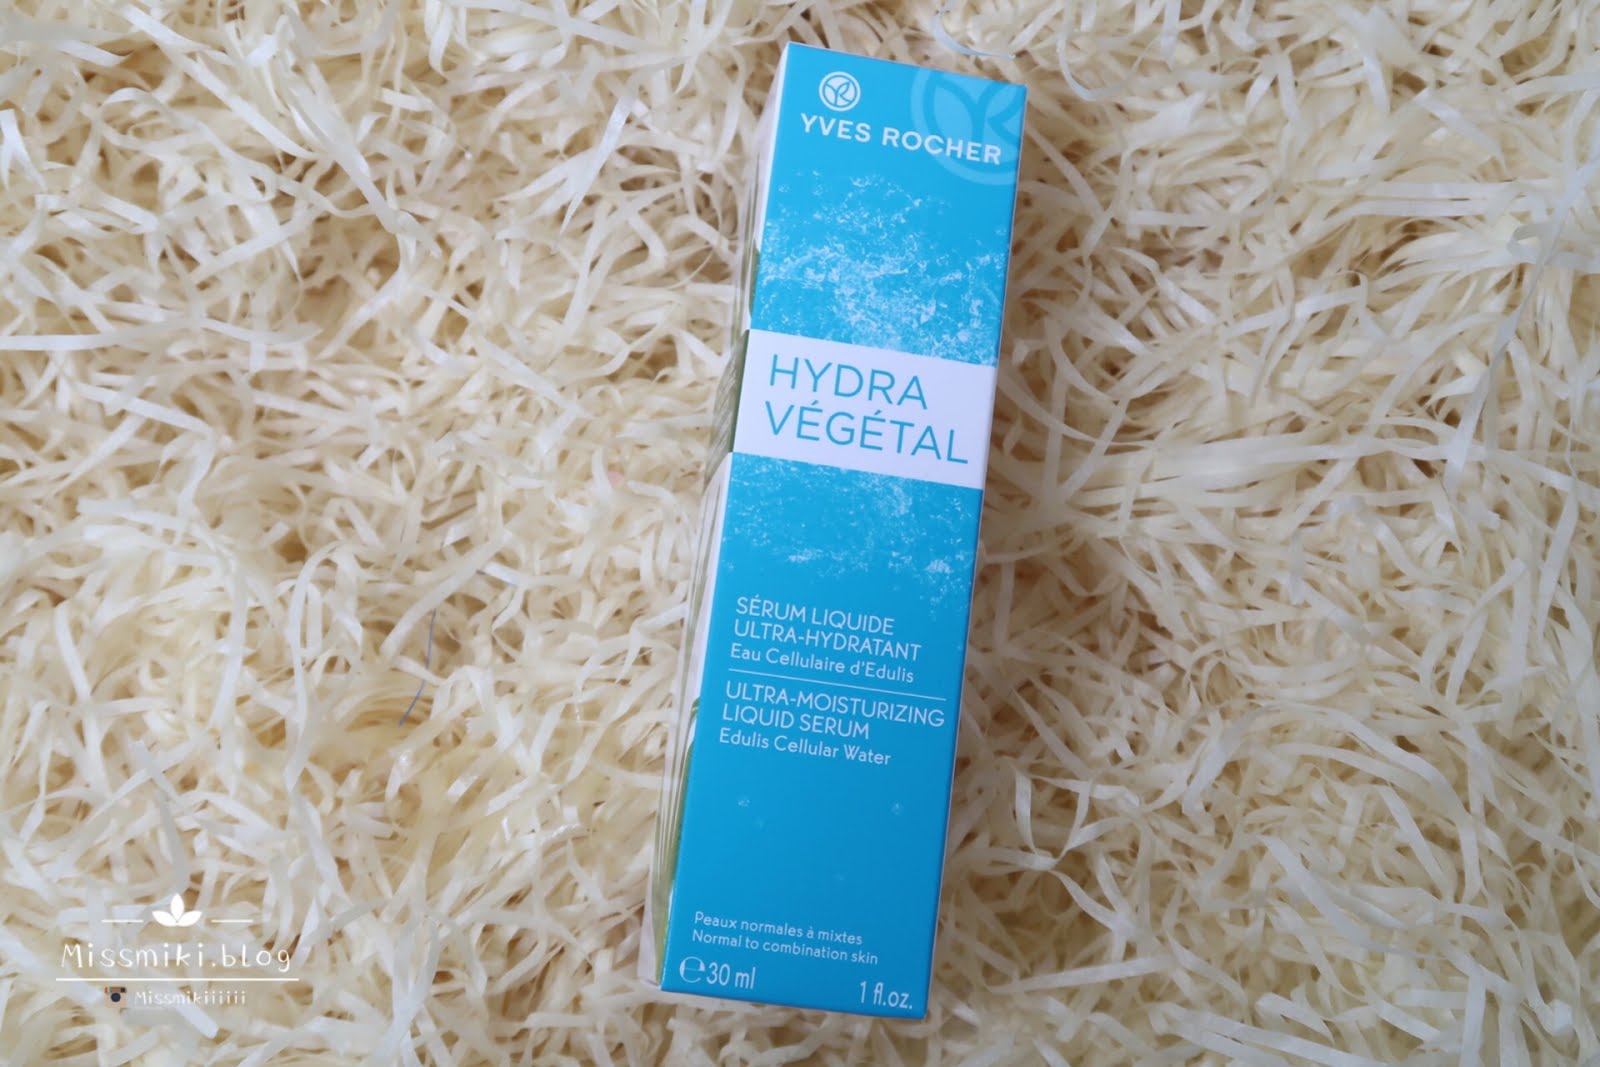 YVES ROCHER
HYDRA
VÉGÉTAL
SÉRUM LIQUIDE
ULTRA-HYDRATANT
Eau Cellulaire d'Edulis
ULTRA-MOISTURIZING
LIQUID SERUM
Edulis Cellular Water
Peaux normales à mixtes
Normal to combination skin
℮30 ml 1 fl.oz.
Missmiki.blog
Missmikiiiiii